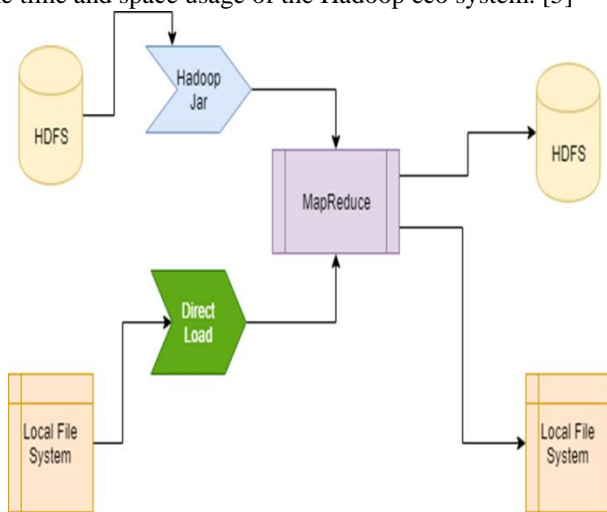 time and space usage of the Hadoop eco system. [3]
Hadoop
Jar
HDFS
HDFS
MapReduce
Direct
Load
Local File
System
Local File
System